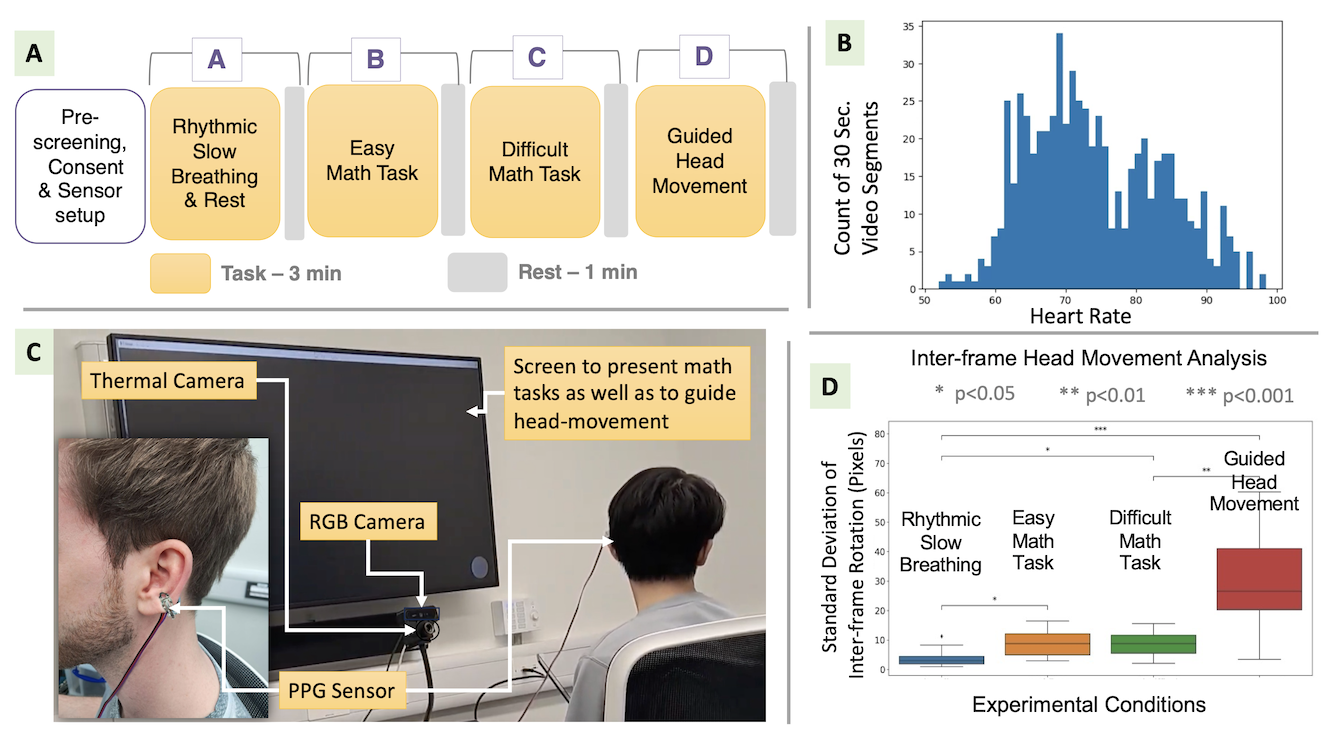 A
A
B
C
D
Pre-
screening,
Consent
& Sensor
setup
Rhythmic
Slow
Breathing
& Rest
Easy
Math Task
Difficult
Math Task
Guided
Head
Movement
Task – 3 min
Rest – 1 min
B
Count of 30 Sec.
Video Segments
35
30
25
20
15
10
5
0
50
60
70
80
90
100
Heart Rate
C
Thermal Camera
Screen to present math
tasks as well as to guide
head-movement
RGB Camera
PPG Sensor
D
Inter-frame Head Movement Analysis
* p<0.05
** p<0.01
*** p<0.001
Standard Deviation of
Inter-frame Rotation (Pixels)
80
70
60
50
40
30
20
10
0
***
*
**
*
Rhythmic
Slow
Breathing
Easy
Math
Task
Difficult
Math
Task
Guided
Head
Movement
Experimental Conditions